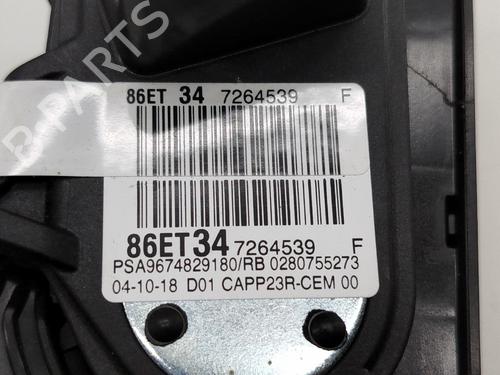 B-PARTS
86ET 34 7264539 F
86ET34 7264539 F
PSA9674829180/RB 0280755273
04-10-18 D01 CAPP23R-CEM 00